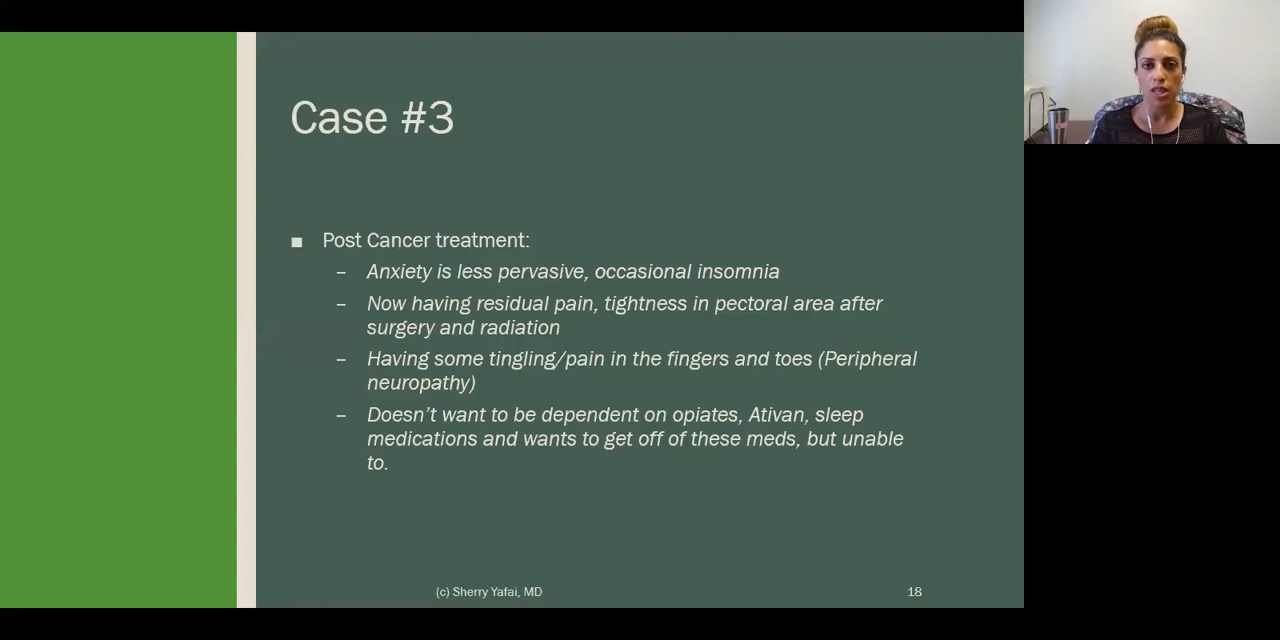 Case #3
■ Post Cancer treatment:
– Anxiety is less pervasive, occasional insomnia
– Now having residual pain, tightness in pectoral area after
surgery and radiation
– Having some tingling/pain in the fingers and toes (Peripheral
neuropathy)
– Doesn’t want to be dependent on opiates, Ativan, sleep
medications and wants to get off of these meds, but unable
to.
(c) Sherry Yafai, MD
18